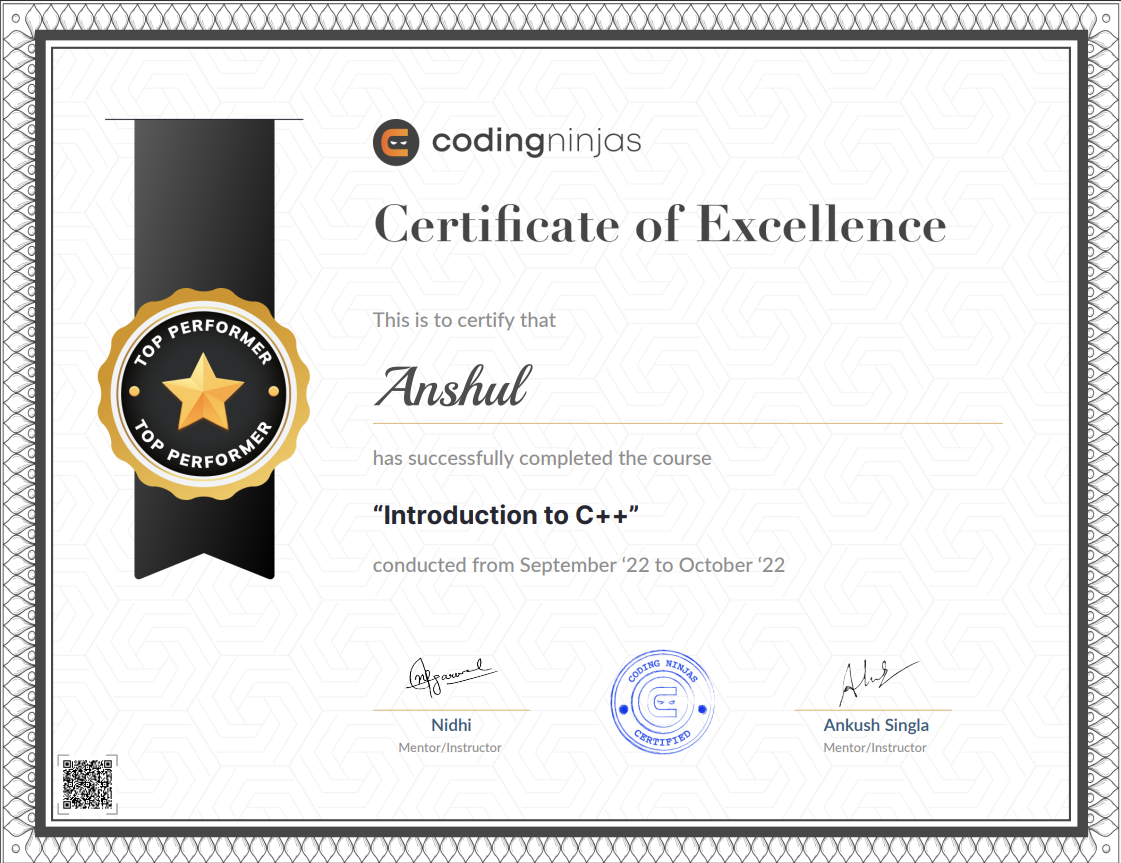 codingninjas
Certificate of Excellence
This is to certify that
Anshul
has successfully completed the course
“Introduction to C++”
conducted from September ‘22 to October ‘22
TOP PERFORMER
TOP PERFORMER
Nidhi
Mentor/Instructor
CODING NINJAS
CERTIFIED
Ankush Singla
Mentor/Instructor